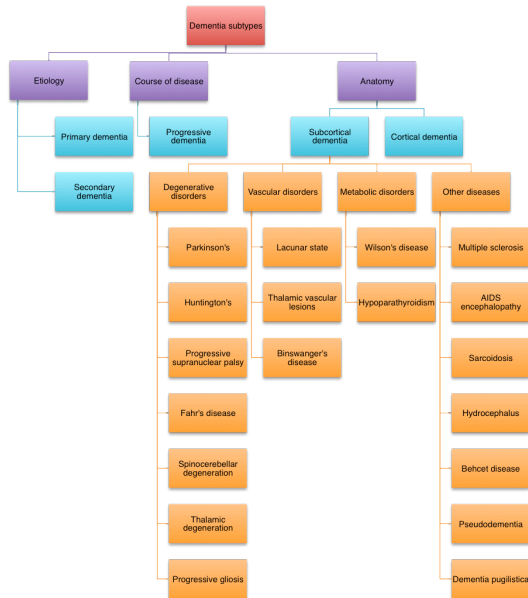 Dementia subtypes
Etiology
Course of disease
Anatomy
Primary dementia
Progressive
dementia
Subcortical
dementia
Cortical dementia
Secondary
dementia
Degenerative
disorders
Vascular disorders
Metabolic disorders
Other diseases
Parkinson's
Lacunar state
Wilson's disease
Multiple sclerosis
Huntington's
Thalamic vascular
lesions
Hypoparathyroidism
AIDS
encephalopathy
Progressive
supranuclear palsy
Binswanger's
disease
Sarcoidosis
Fahr's disease
Hydrocephalus
Spinocerebellar
degeneration
Behcet disease
Thalamic
degeneration
Pseudodementia
Progressive gliosis
Dementia pugilistica